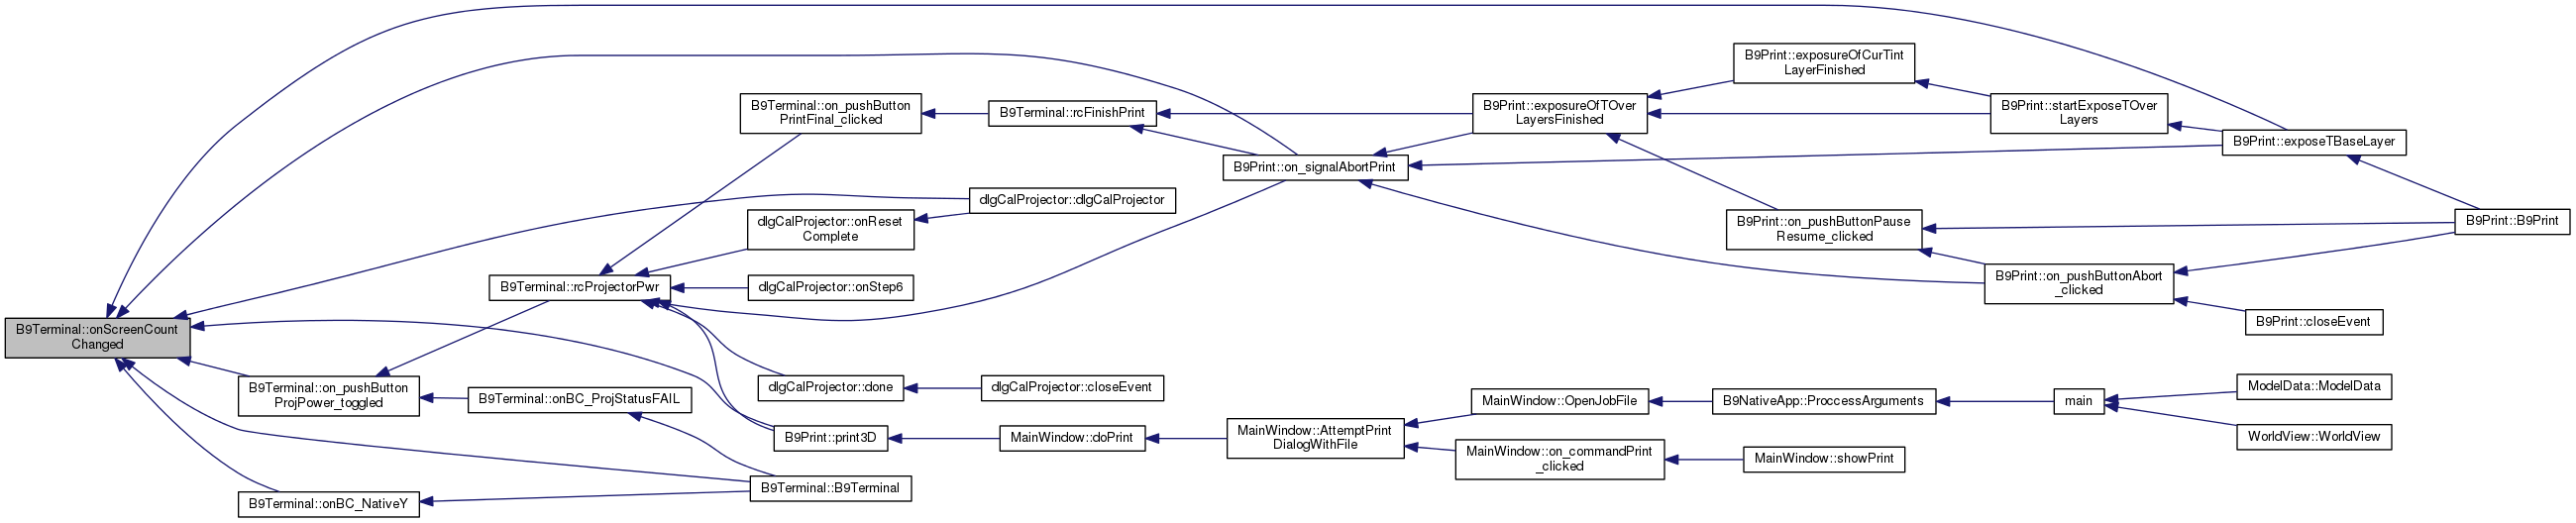 B9Terminal::onScreenCount
Changed
B9Terminal::on_pushButton
ProjPower_toggled
B9Terminal::onBC_NativeY
B9Terminal::rcProjectorPwr
B9Terminal::onBC_ProjStatusFAIL
B9Terminal::on_pushButton
PrintFinal_clicked
dlgCalProjector::onReset
Complete
dlgCalProjector::onStep6
dlgCalProjector::done
B9Print::print3D
B9Terminal::B9Terminal
B9Terminal::rcFinishPrint
dlgCalProjector::dlgCalProjector
dlgCalProjector::closeEvent
MainWindow::doPrint
B9Print::on_signalAbortPrint
MainWindow::AttemptPrint
DialogWithFile
B9Print::exposureOfTOver
LayersFinished
MainWindow::OpenJobFile
MainWindow::on_commandPrint
_clicked
B9Print::exposureOfCurTint
LayerFinished
B9Print::on_pushButtonPause
Resume_clicked
B9NativeApp::ProccessArguments
MainWindow::showPrint
B9Print::startExposeTOver
Layers
B9Print::on_pushButtonAbort
_clicked
main
B9Print::exposeTBaseLayer
B9Print::closeEvent
ModelData::ModelData
WorldView::WorldView
B9Print::B9Print